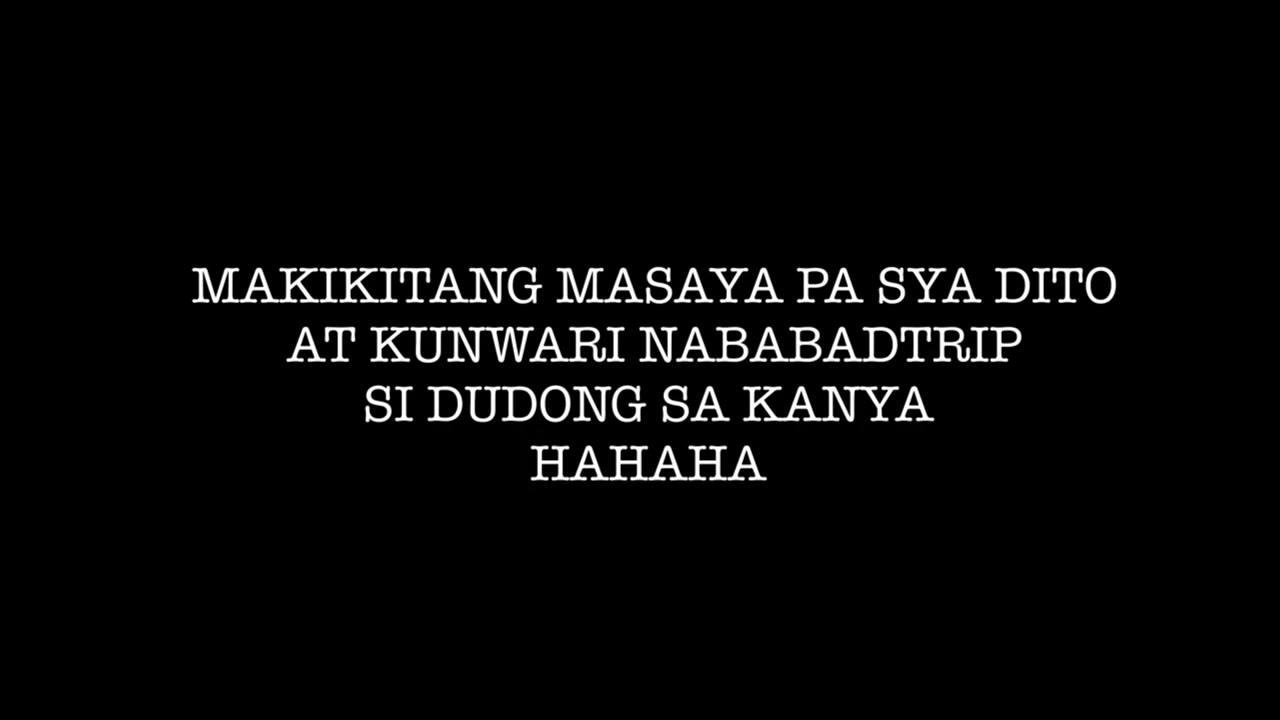 MAKIKITANG MASAYA PA SYA DITO
AT KUNWARI NABABADTRIP
SI DUDONG SA KANYA
HAHAHA